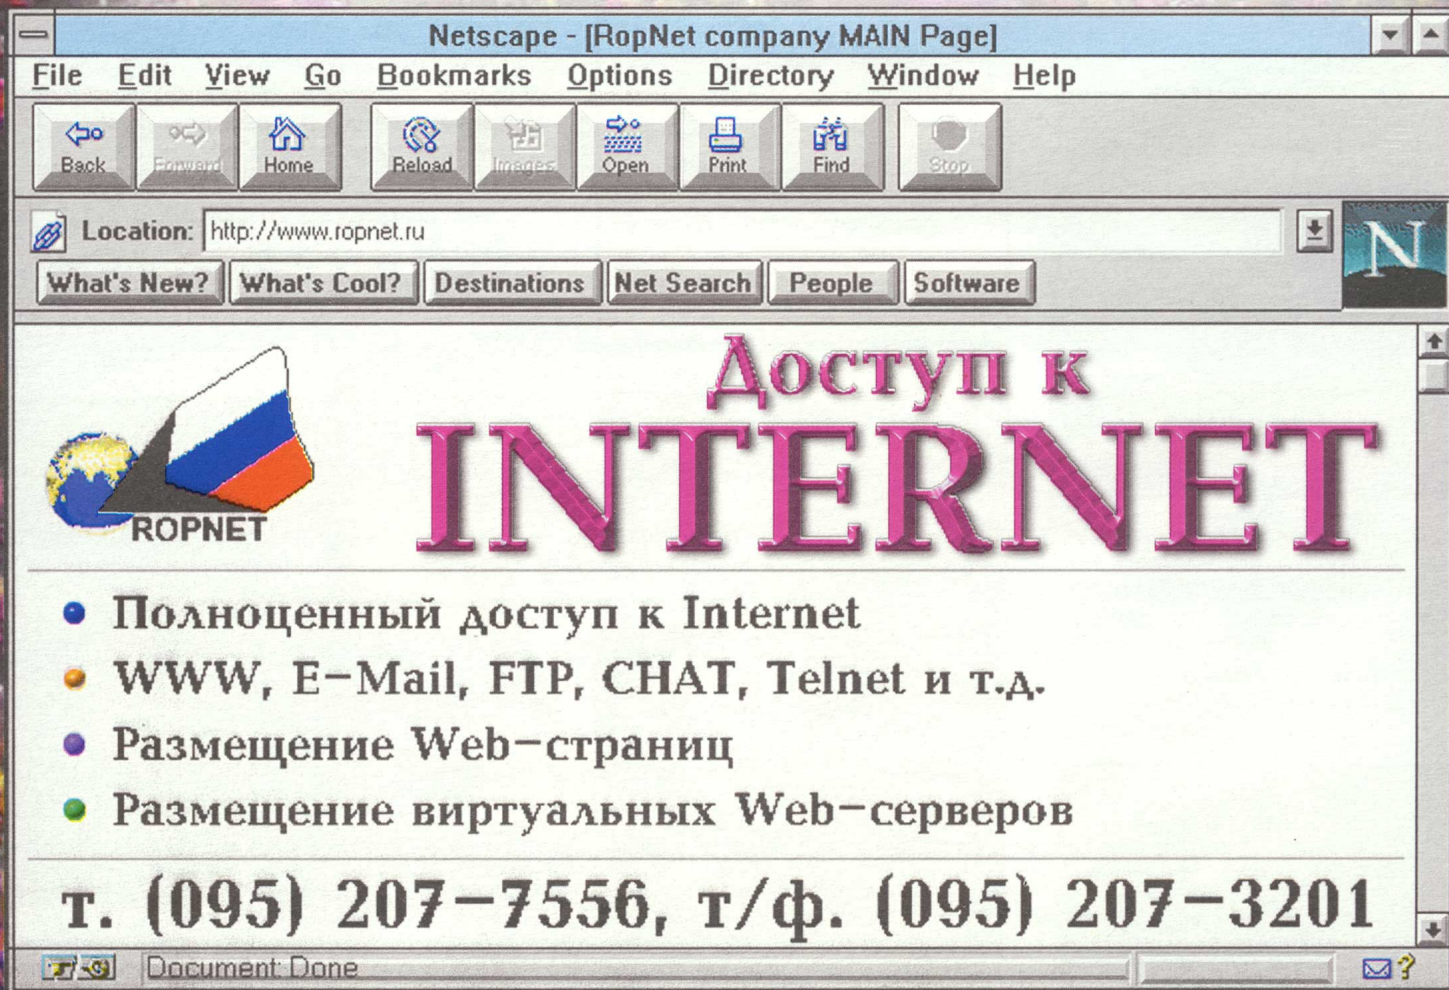 Netscape - [RopNet company MAIN Page]
File Edit View Go Bookmarks Options Directory Window Help
Back Forward Home Reload Images Open Print Find Stop
Location: http://www.ropnet.ru
N
What's New? What's Cool? Destinations Net Search People Software
Доступ к
INTERNET
ROPNET
Полноценный доступ к Internet
WWW, E-Mail, FTP, CHAT, Telnet и т.д.
Размещение Web-страниц
Размещение виртуальных Web-серверов
т. (095) 207-7556, т/ф. (095) 207-3201
Document: Done